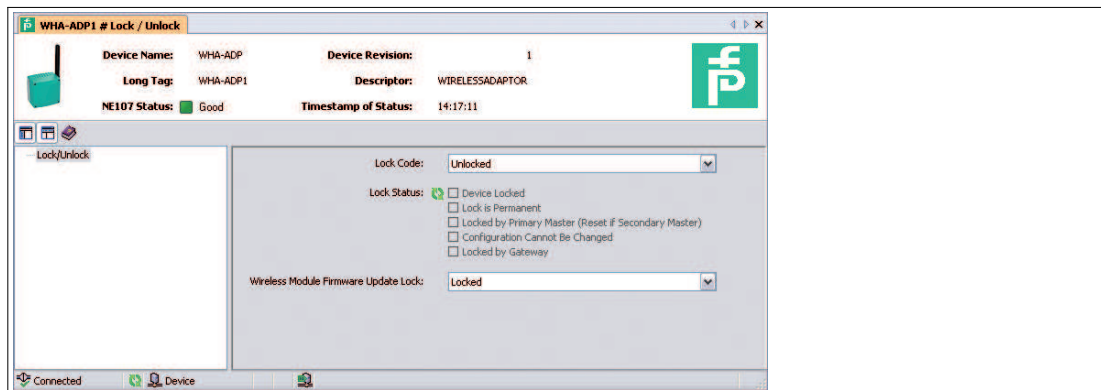 WHA-ADP1 # Lock / Unlock
Device Name: WHA-ADP Device Revision: 1
Long Tag: WHA-ADP1 Descriptor: WIRELESSADAPTOR
NE107 Status: Good Timestamp of Status: 14:17:11
Lock/Unlock
Lock Code: Unlocked
Lock Status: Device Locked
Lock is Permanent
Locked by Primary Master (Reset if Secondary Master)
Configuration Cannot Be Changed
Locked by Gateway
Wireless Module Firmware Update Lock: Locked
Connected Device